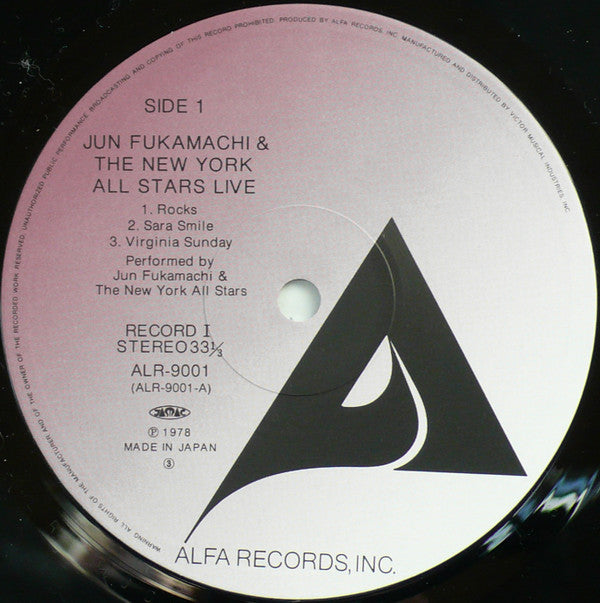 WARNING. ALL RIGHTS OF THE MANUFACTURER AND OF THE OWNER OF THE RECORDED WORK RESERVED. UNAUTHORIZED PUBLIC PERFORMANCE, BROADCASTING AND COPYING OF THIS RECORD PROHIBITED. PRODUCED BY ALFA RECORDS, INC. MANUFACTURED AND DISTRIBUTED BY VICTOR MUSICAL INDUSTRIES, INC.
SIDE 1
JUN FUKAMACHI &
THE NEW YORK
ALL STARS LIVE
1. Rocks
2. Sara Smile
3. Virginia Sunday
Performed by
Jun Fukamachi &
The New York All Stars
RECORD I
STEREO 33⅓
ALR-9001
(ALR-9001-A)
JASRAC
Ⓟ 1978
MADE IN JAPAN
③
ALFA RECORDS, INC.